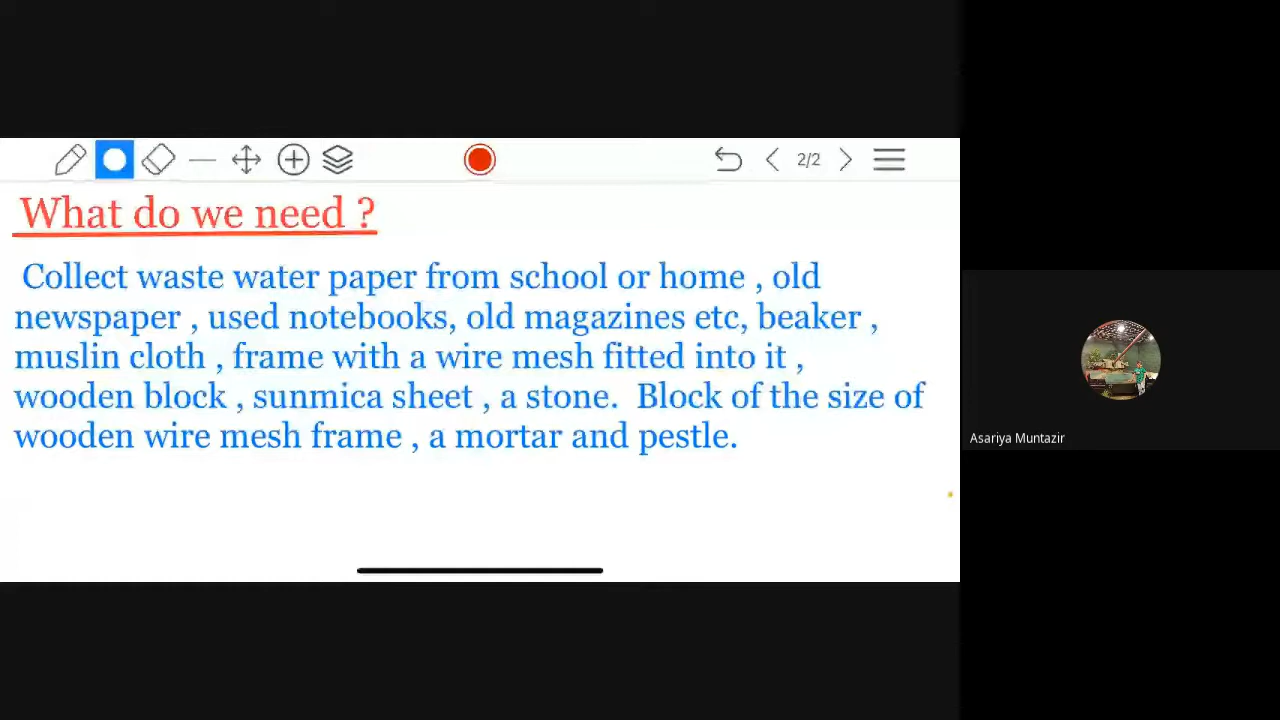 2/2
What do we need ?
Collect waste water paper from school or home , old
newspaper , used notebooks, old magazines etc, beaker ,
muslin cloth , frame with a wire mesh fitted into it ,
wooden block , sunmica sheet , a stone.  Block of the size of
wooden wire mesh frame , a mortar and pestle.
Asariya Muntazir